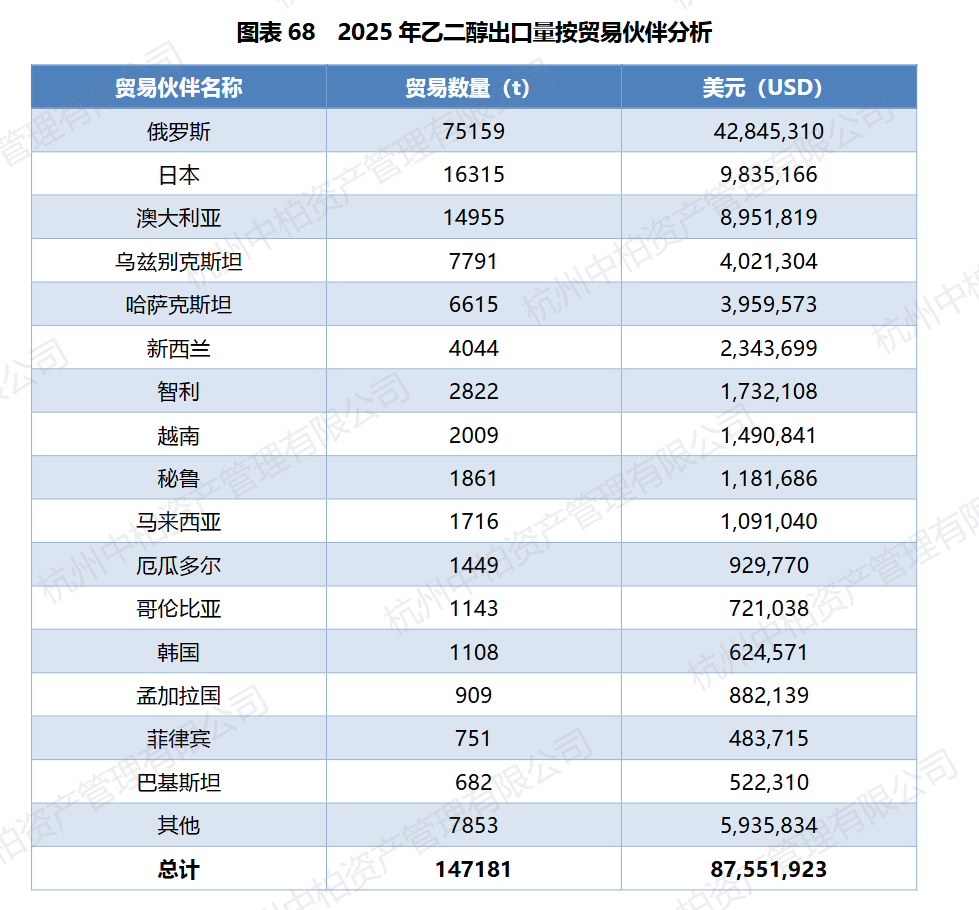 图表 68 2025 年乙二醇出口量按贸易伙伴分析
贸易伙伴名称 贸易数量（t） 美元（USD）
俄罗斯 75159 42,845,310
日本 16315 9,835,166
澳大利亚 14955 8,951,819
乌兹别克斯坦 7791 4,021,304
哈萨克斯坦 6615 3,959,573
新西兰 4044 2,343,699
智利 2822 1,732,108
越南 2009 1,490,841
秘鲁 1861 1,181,686
马来西亚 1716 1,091,040
厄瓜多尔 1449 929,770
哥伦比亚 1143 721,038
韩国 1108 624,571
孟加拉国 909 882,139
菲律宾 751 483,715
巴基斯坦 682 522,310
其他 7853 5,935,834
总计 147181 87,551,923
杭州中柏资产管理有限公司